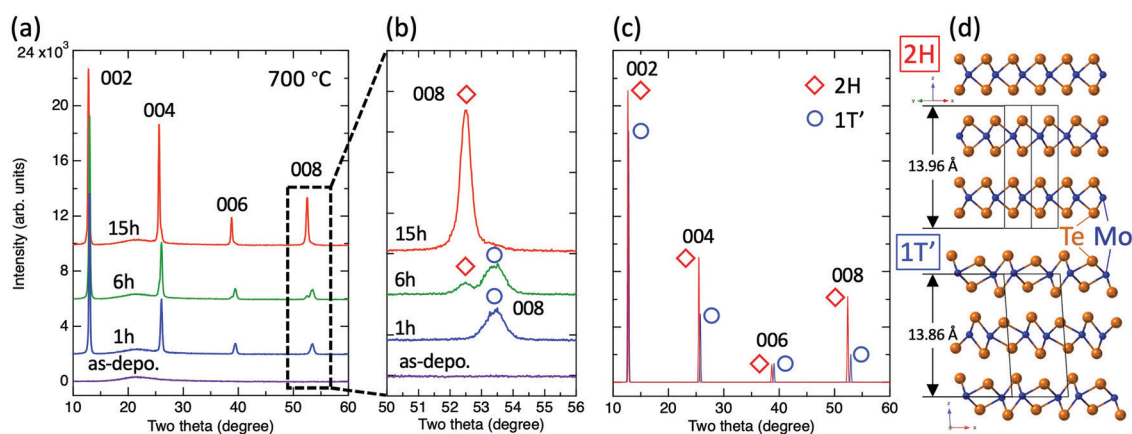 (a)
24 x10³
20
16
12
8
4
0
Intensity (arb. units)
002
004
006
008
700 °C
15h
6h
1h
as-depo.
10 20 30 40 50 60
Two theta (degree)
(b)
008
15h
6h
1h
008
as-depo.
50 51 52 53 54 55 56
Two theta (degree)
(c)
002
004
006
008
2H
1T’
10 20 30 40 50 60
Two theta (degree)
(d)
2H
z
y x
13.96 Å
Te Mo
1T’
13.86 Å
z
x